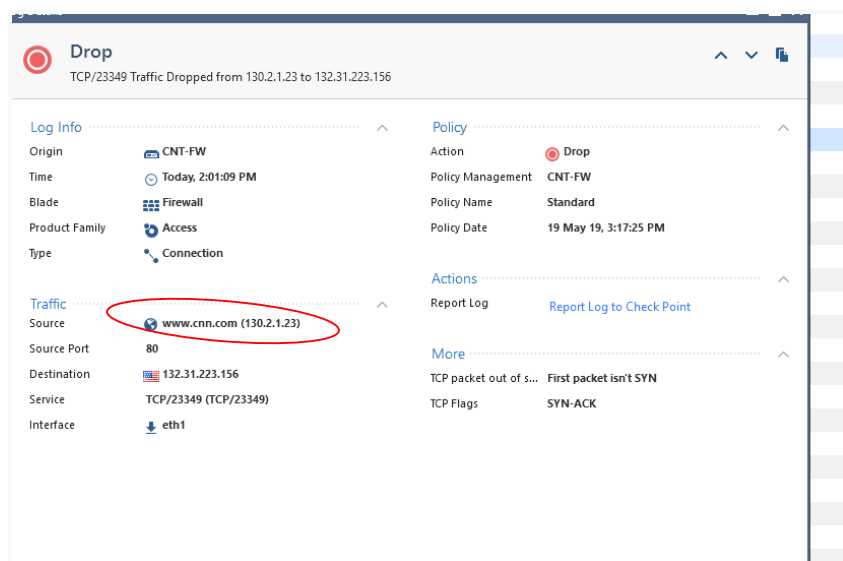 Drop
TCP/23349 Traffic Dropped from 130.2.1.23 to 132.31.223.156
Log Info
Origin CNT-FW
Time Today, 2:01:09 PM
Blade Firewall
Product Family Access
Type Connection
Traffic
Source www.cnn.com (130.2.1.23)
Source Port 80
Destination 132.31.223.156
Service TCP/23349 (TCP/23349)
Interface eth1
Policy
Action Drop
Policy Management CNT-FW
Policy Name Standard
Policy Date 19 May 19, 3:17:25 PM
Actions
Report Log Report Log to Check Point
More
TCP packet out of s... First packet isn't SYN
TCP Flags SYN-ACK